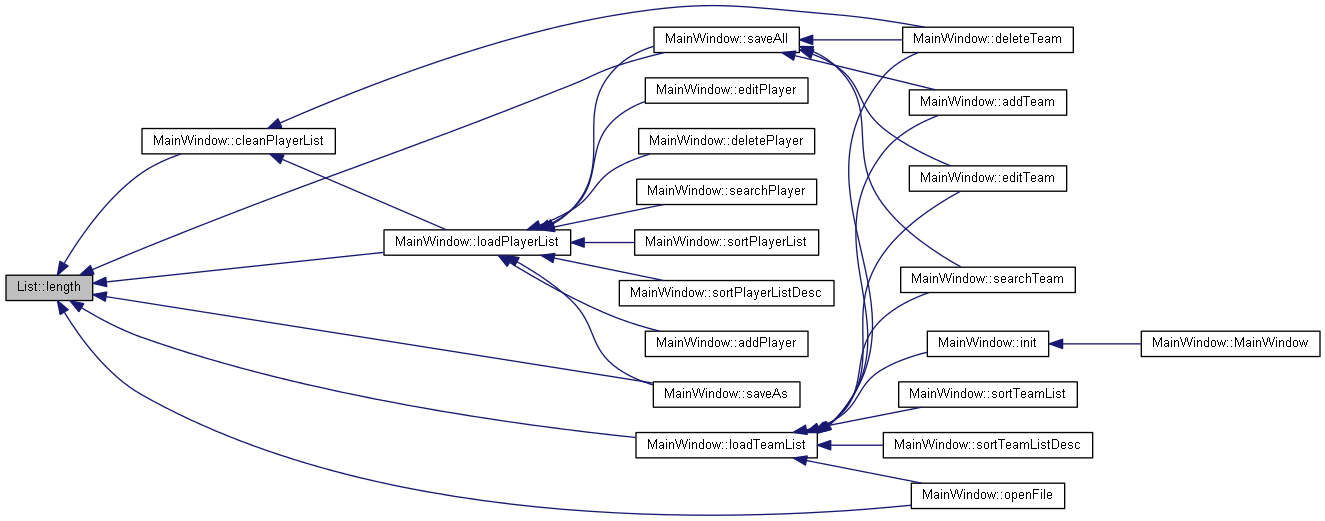 MainWindow::saveAll
MainWindow::deleteTeam
MainWindow::editPlayer
MainWindow::addTeam
MainWindow::cleanPlayerList
MainWindow::deletePlayer
MainWindow::editTeam
MainWindow::searchPlayer
MainWindow::loadPlayerList
MainWindow::sortPlayerList
MainWindow::searchTeam
List::length
MainWindow::sortPlayerListDesc
MainWindow::addPlayer
MainWindow::init
MainWindow::MainWindow
MainWindow::saveAs
MainWindow::sortTeamList
MainWindow::loadTeamList
MainWindow::sortTeamListDesc
MainWindow::openFile